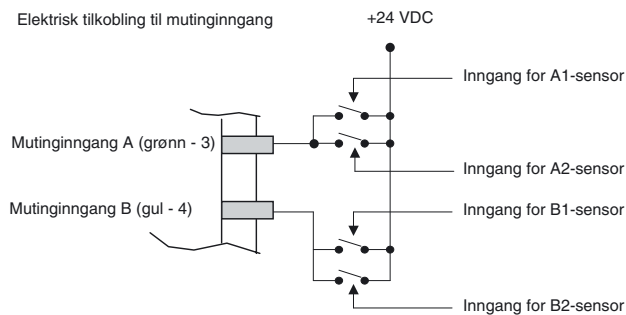 Elektrisk tilkobling til mutinginngang
+24 VDC
Inngang for A1-sensor
Mutinginngang A (grønn - 3)
Inngang for A2-sensor
Mutinginngang B (gul - 4)
Inngang for B1-sensor
Inngang for B2-sensor